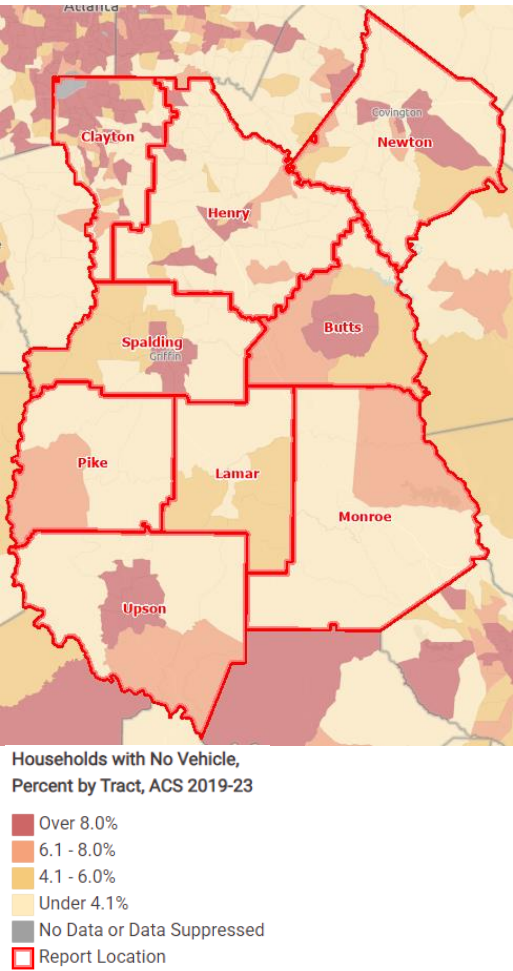 Atlanta
Clayton
Covington
Newton
Henry
Spalding
Griffin
Butts
Pike
Lamar
Monroe
Upson
Households with No Vehicle,
Percent by Tract, ACS 2019-23
Over 8.0%
6.1 - 8.0%
4.1 - 6.0%
Under 4.1%
No Data or Data Suppressed
Report Location